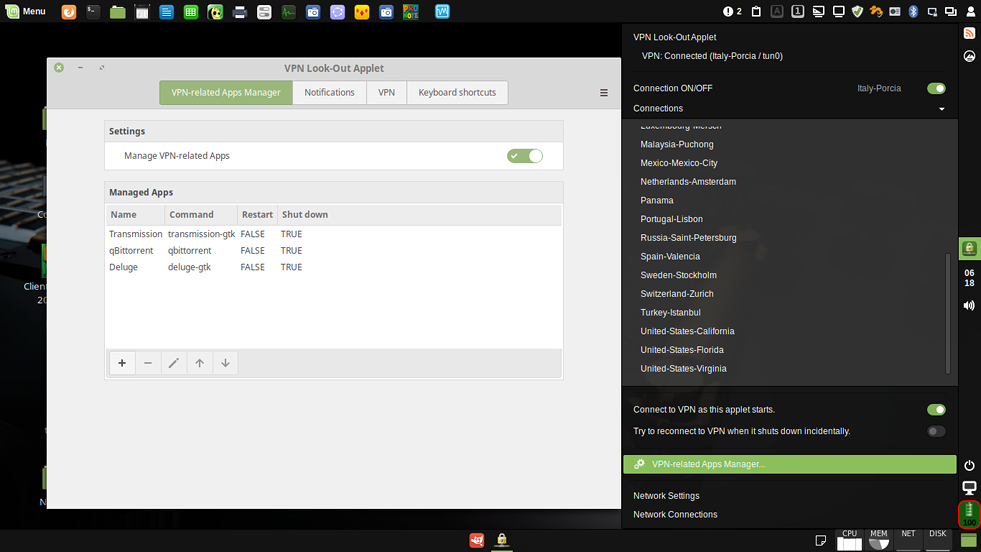 Menu
2
VPN Look-Out Applet
VPN-related Apps Manager
Notifications
VPN
Keyboard shortcuts
Settings
Manage VPN-related Apps
Managed Apps
Name Command Restart Shut down
Transmission transmission-gtk FALSE TRUE
qBittorrent qbittorrent FALSE TRUE
Deluge deluge-gtk FALSE TRUE
VPN Look-Out Applet
VPN: Connected (Italy-Porcia / tun0)
Connection ON/OFF Italy-Porcia
Connections
Luxembourg-Mersch
Malaysia-Puchong
Mexico-Mexico-City
Netherlands-Amsterdam
Panama
Portugal-Lisbon
Russia-Saint-Petersburg
Spain-Valencia
Sweden-Stockholm
Switzerland-Zurich
Turkey-Istanbul
United-States-California
United-States-Florida
United-States-Virginia
Connect to VPN as this applet starts.
Try to reconnect to VPN when it shuts down incidentally.
VPN-related Apps Manager...
Network Settings
Network Connections
06
18
100
CPU MEM NET DISK